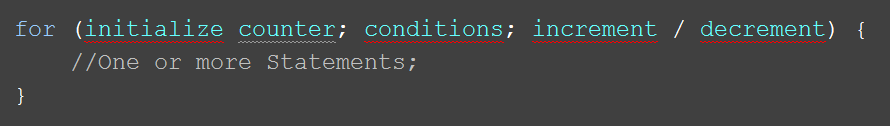 for (initialize counter; conditions; increment / decrement) {
//One or more Statements;
}